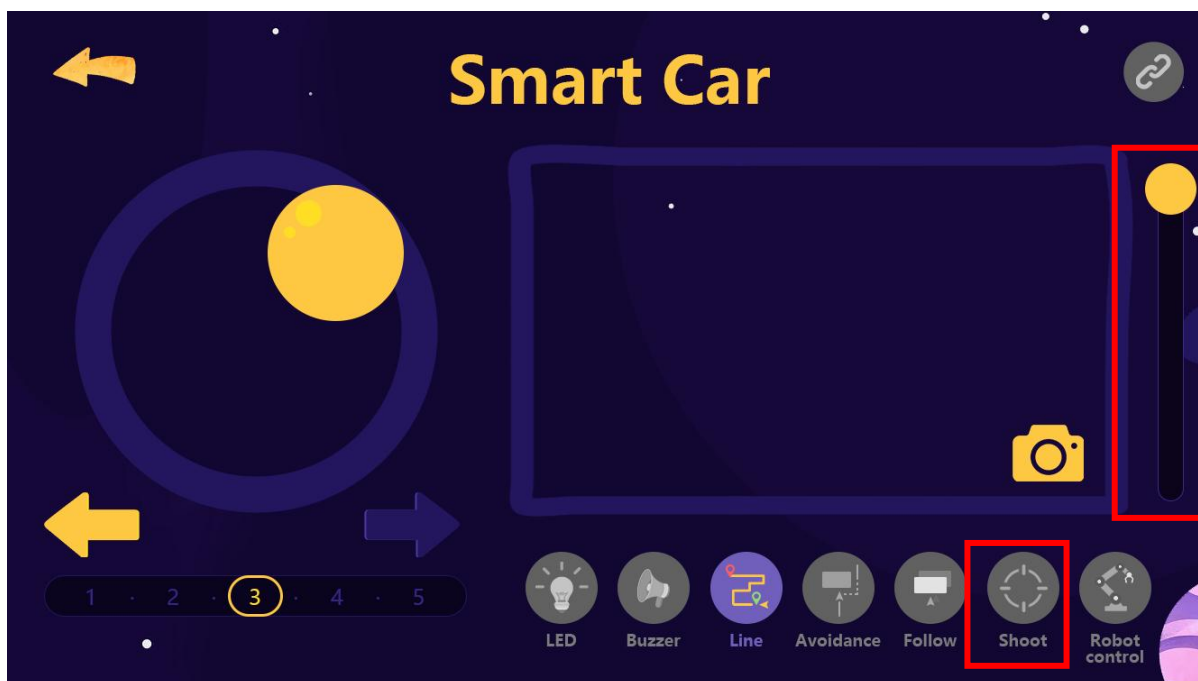 Smart Car
1 · 2 · 3 · 4 · 5
LED
Buzzer
Line
Avoidance
Follow
Shoot
Robot
control